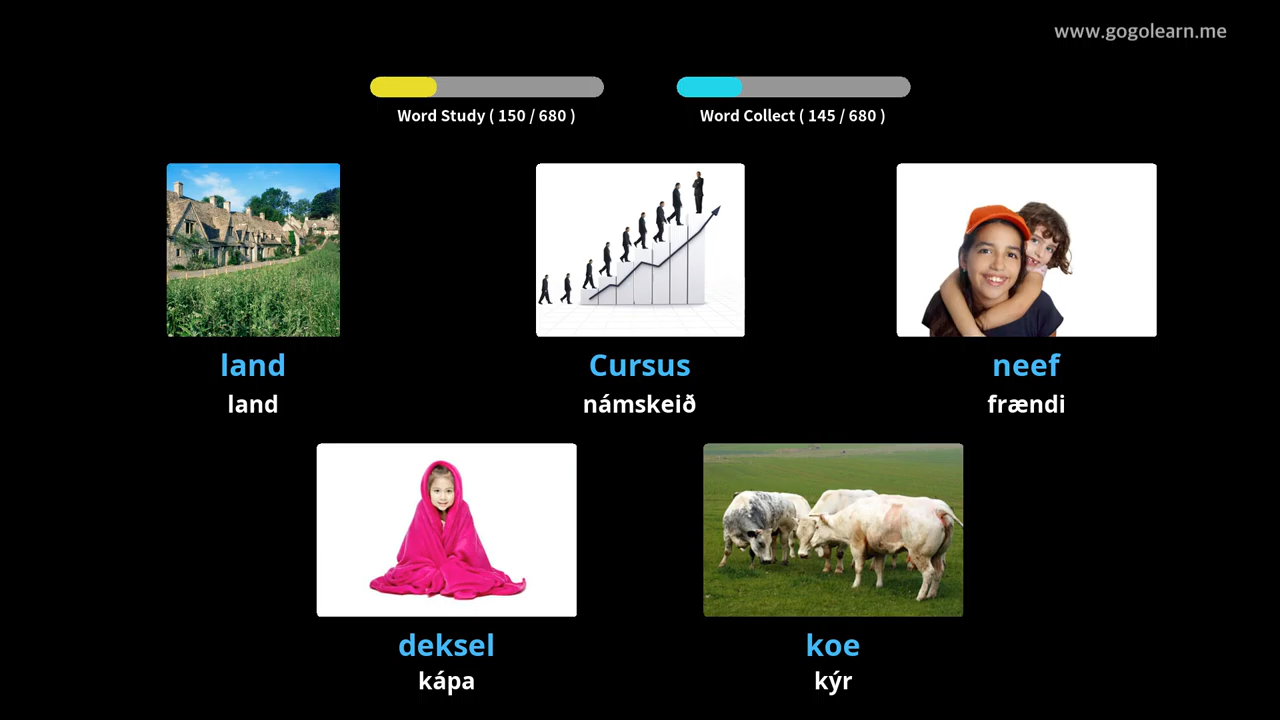 www.gogolearn.me
Word Study ( 150 / 680 )
Word Collect ( 145 / 680 )
land
land
Cursus
námskeið
neef
frændi
deksel
kápa
koe
kýr